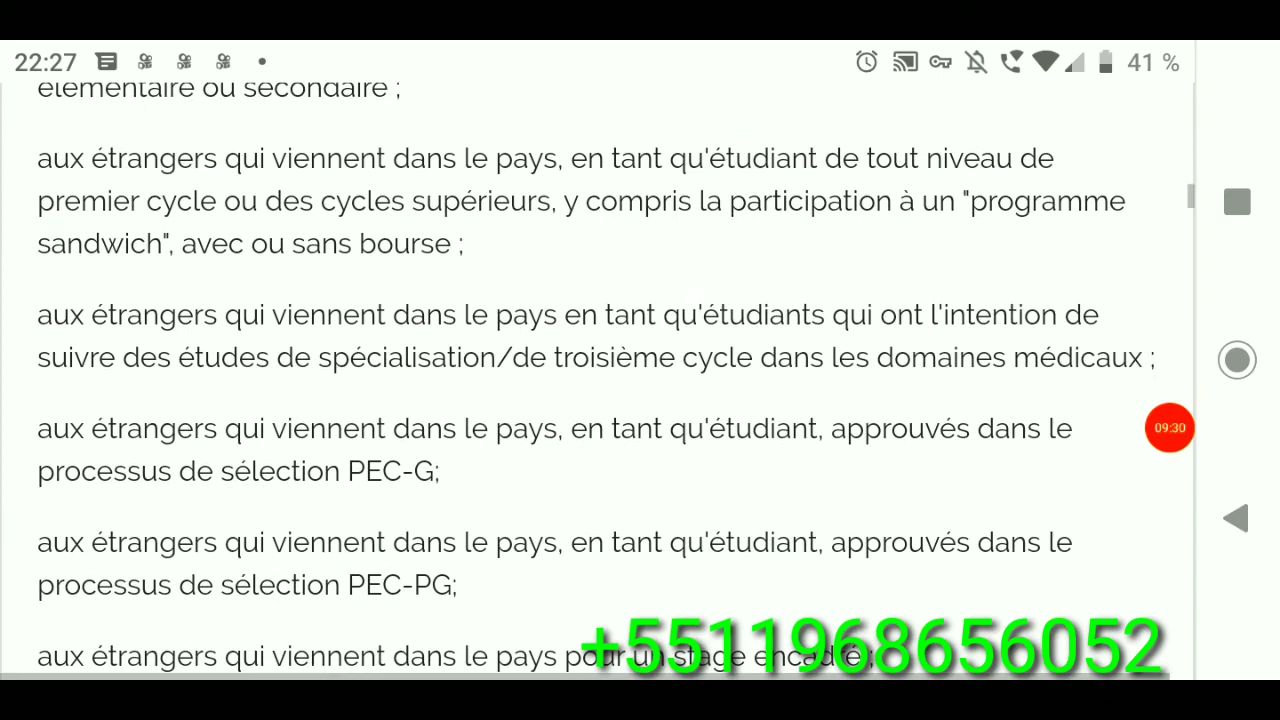 22:27
41 %
élémentaire ou secondaire ;
aux étrangers qui viennent dans le pays, en tant qu'étudiant de tout niveau de
premier cycle ou des cycles supérieurs, y compris la participation à un "programme
sandwich", avec ou sans bourse ;
aux étrangers qui viennent dans le pays en tant qu'étudiants qui ont l'intention de
suivre des études de spécialisation/de troisième cycle dans les domaines médicaux ;
aux étrangers qui viennent dans le pays, en tant qu'étudiant, approuvés dans le
09:30
processus de sélection PEC-G;
aux étrangers qui viennent dans le pays, en tant qu'étudiant, approuvés dans le
processus de sélection PEC-PG;
aux étrangers qui viennent dans le pays pour un stage encadré ;
+5511968656052